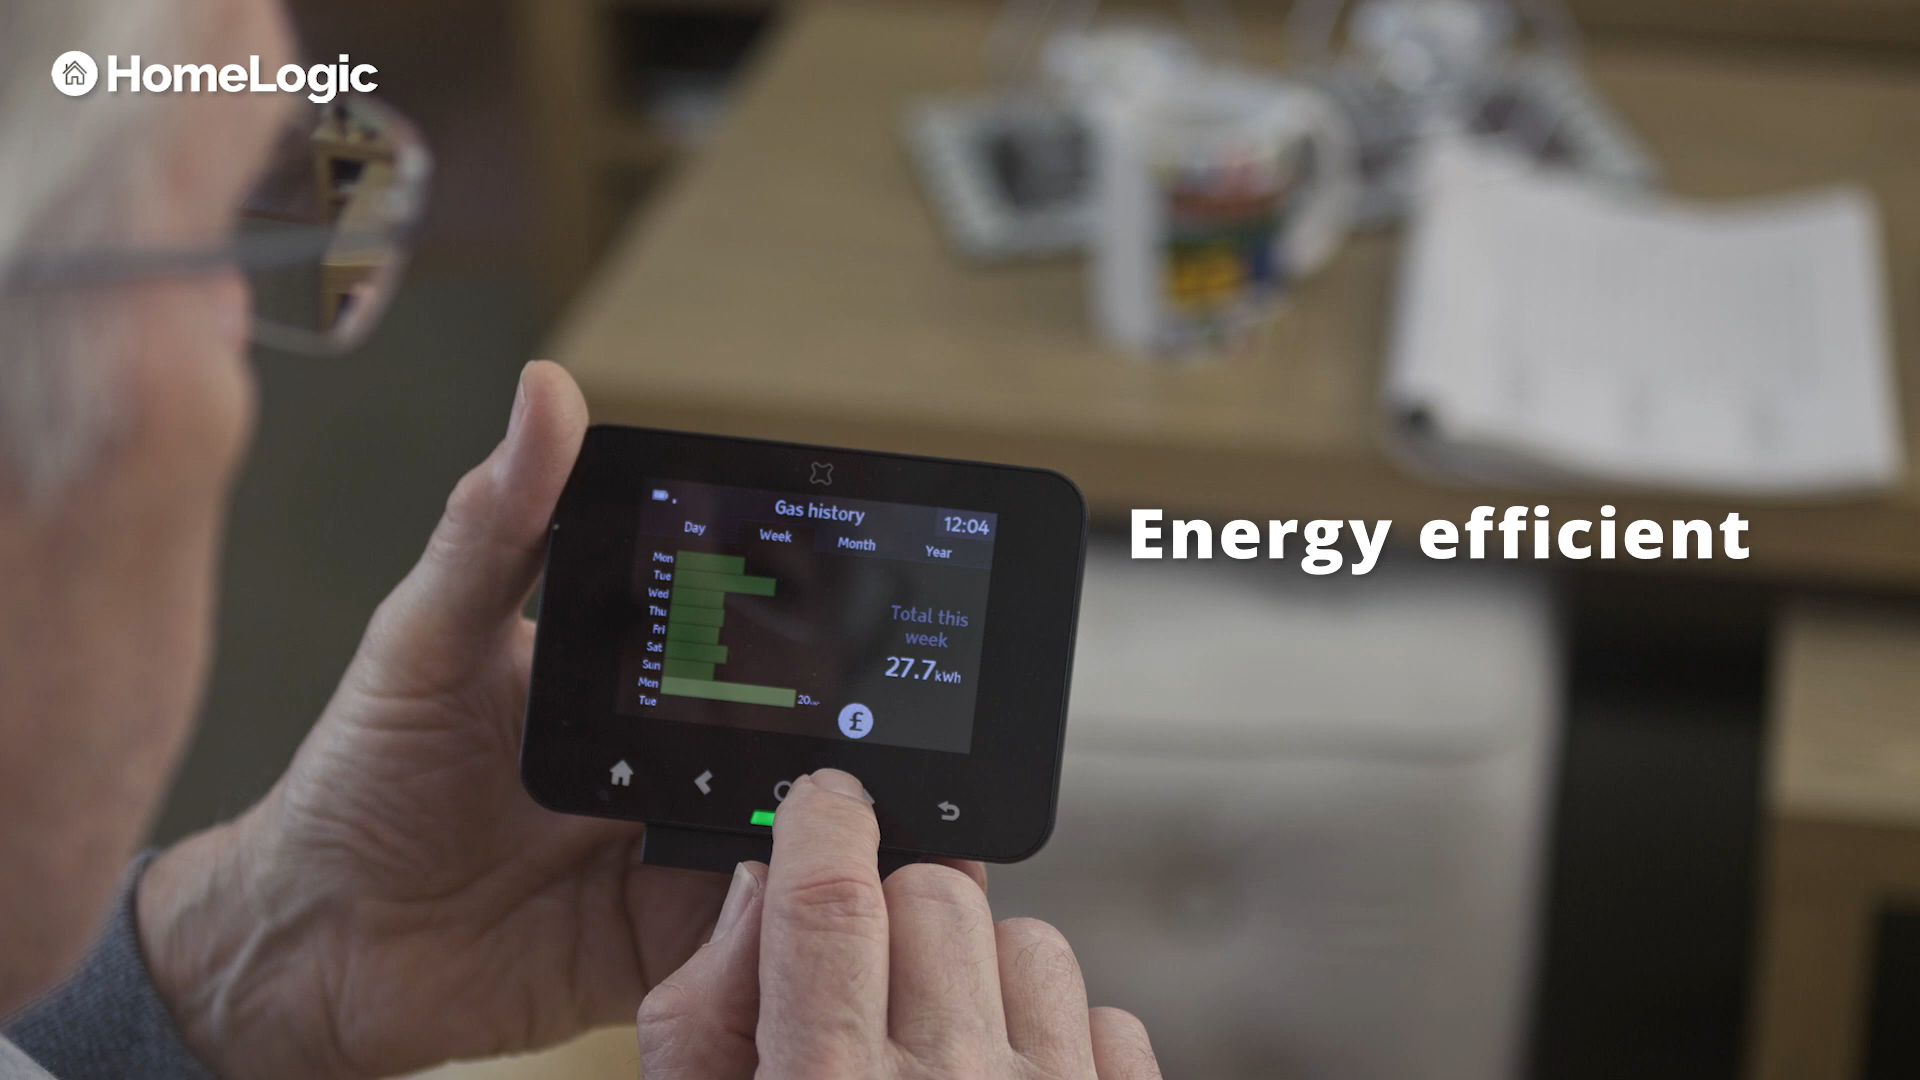 HomeLogic
Gas history
12:04
Day Week Month Year
Mon
Tue
Wed
Thu
Fri
Sat
Sun
Mon
Tue
20
Total this
week
27.7kWh
£
Energy efficient